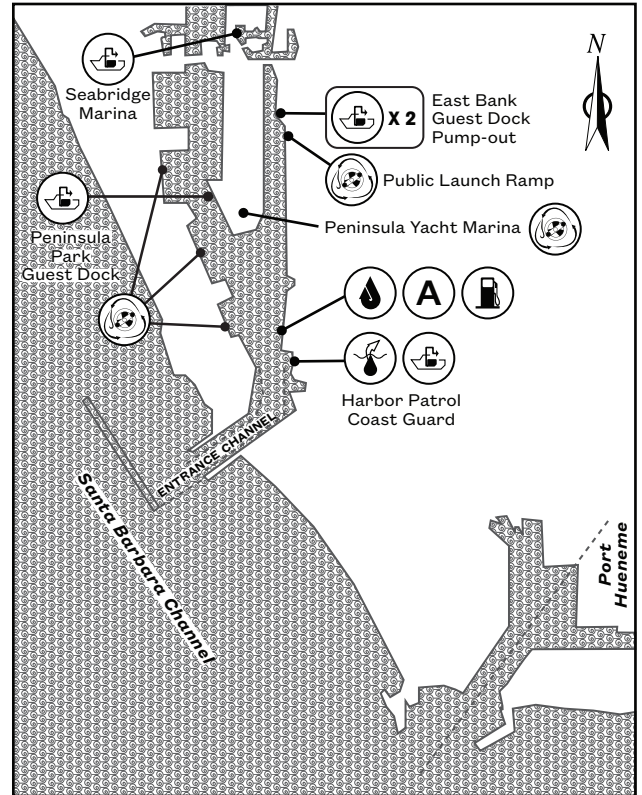 N
Seabridge
Marina
X 2
East Bank
Guest Dock
Pump-out
Public Launch Ramp
Peninsula Yacht Marina
Peninsula
Park
Guest Dock
A
Harbor Patrol
Coast Guard
ENTRANCE CHANNEL
Santa Barbara Channel
Port
Hueneme